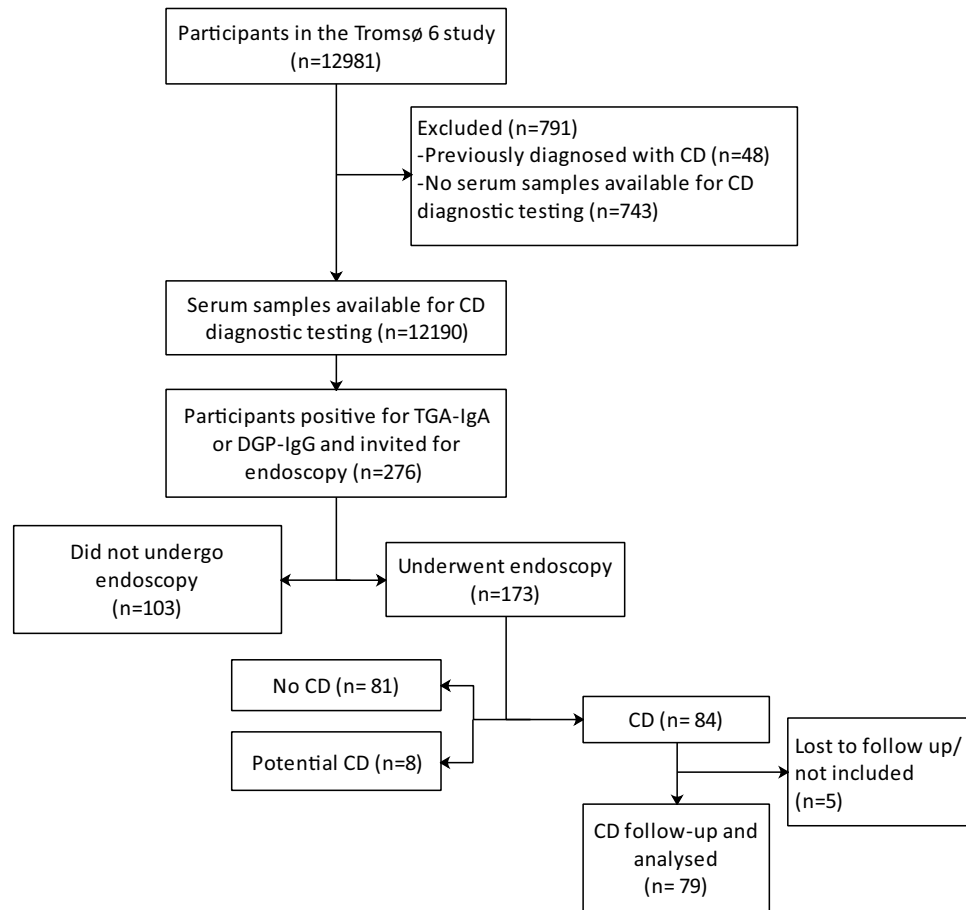 Participants in the Tromsø 6 study
(n=12981)
Excluded (n=791)
-Previously diagnosed with CD (n=48)
-No serum samples available for CD
diagnostic testing (n=743)
Serum samples available for CD
diagnostic testing (n=12190)
Participants positive for TGA-IgA
or DGP-IgG and invited for
endoscopy (n=276)
Did not undergo
endoscopy
(n=103)
Underwent endoscopy
(n=173)
No CD (n= 81)
Potential CD (n=8)
CD (n= 84)
Lost to follow up/
not included
(n=5)
CD follow-up and
analysed
(n= 79)